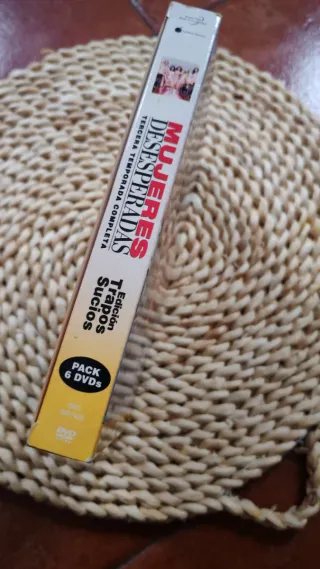 MUJERES
DESESPERADAS
TERCERA TEMPORADA COMPLETA
Edición
Trapos
Sucios
PACK
6 DVDs
DVD